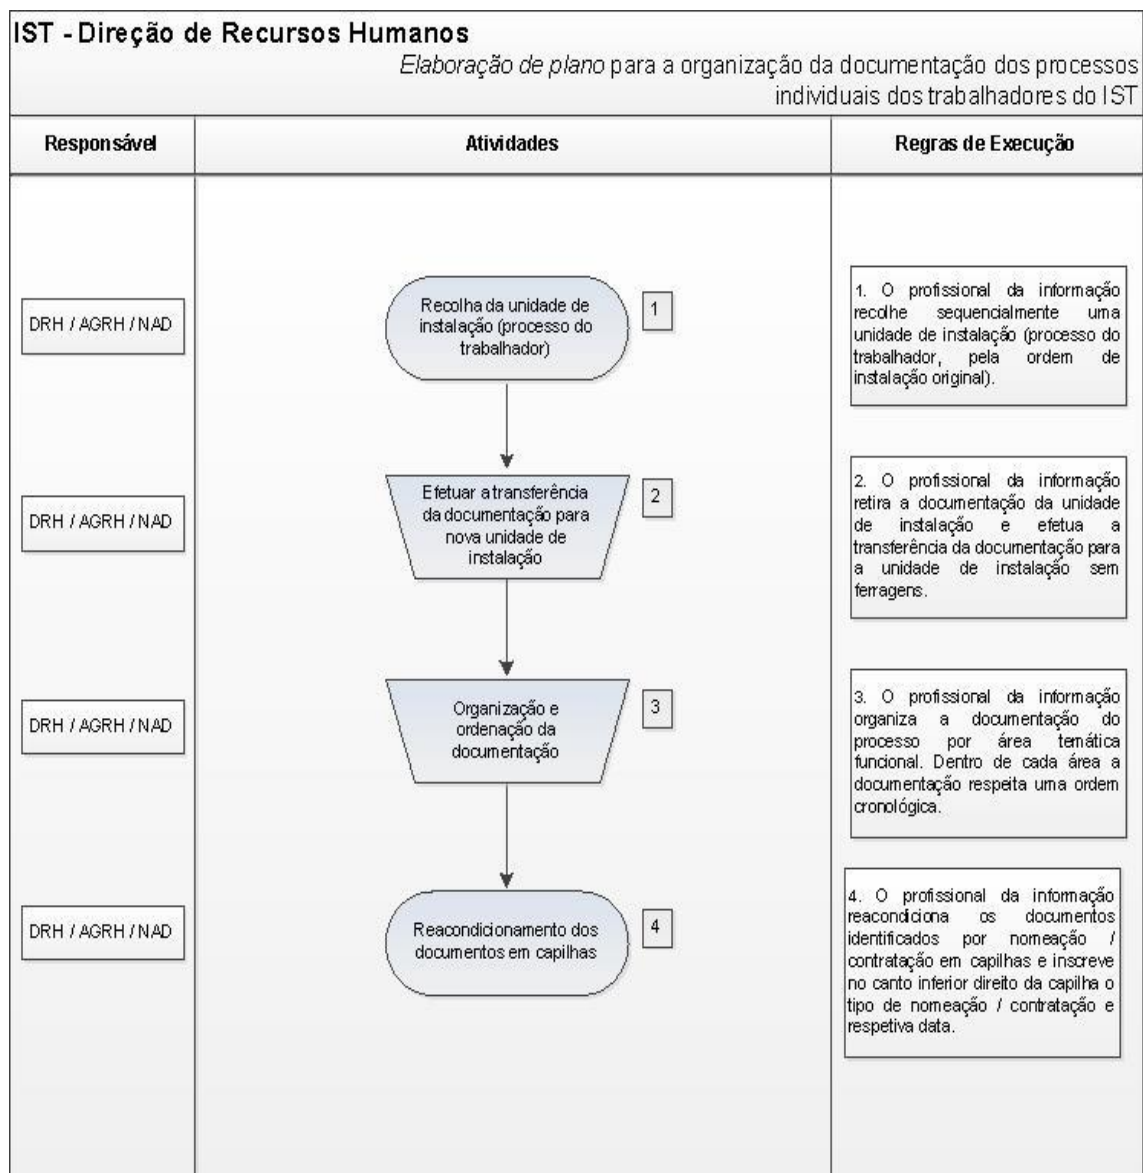 IST - Direção de Recursos Humanos
Elaboração de plano para a organização da documentação dos processos
individuais dos trabalhadores do IST
Responsável
Atividades
Regras de Execução
DRH / AGRH / NAD
Recolha da unidade de
instalação (processo do
trabalhador)
1
1. O profissional da informação
recolhe sequencialmente uma
unidade de instalação (processo do
trabalhador, pela ordem de
instalação original).
DRH / AGRH / NAD
Efetuar a transferência
da documentação para
nova unidade de
instalação
2
2. O profissional da informação
retira a documentação da unidade
de instalação e efetua a
transferência da documentação para
a unidade de instalação sem
ferragens.
DRH / AGRH / NAD
Organização e
ordenação da
documentação
3
3. O profissional da informação
organiza a documentação do
processo por área temática
funcional. Dentro de cada área a
documentação respeita uma ordem
cronológica.
DRH / AGRH / NAD
Reacondicionamento dos
documentos em capilhas
4
4. O profissional da informação
reacondiciona os documentos
identificados por nomeação /
contratação em capilhas e inscreve
no canto inferior direito da capilha o
tipo de nomeação / contratação e
respetiva data.